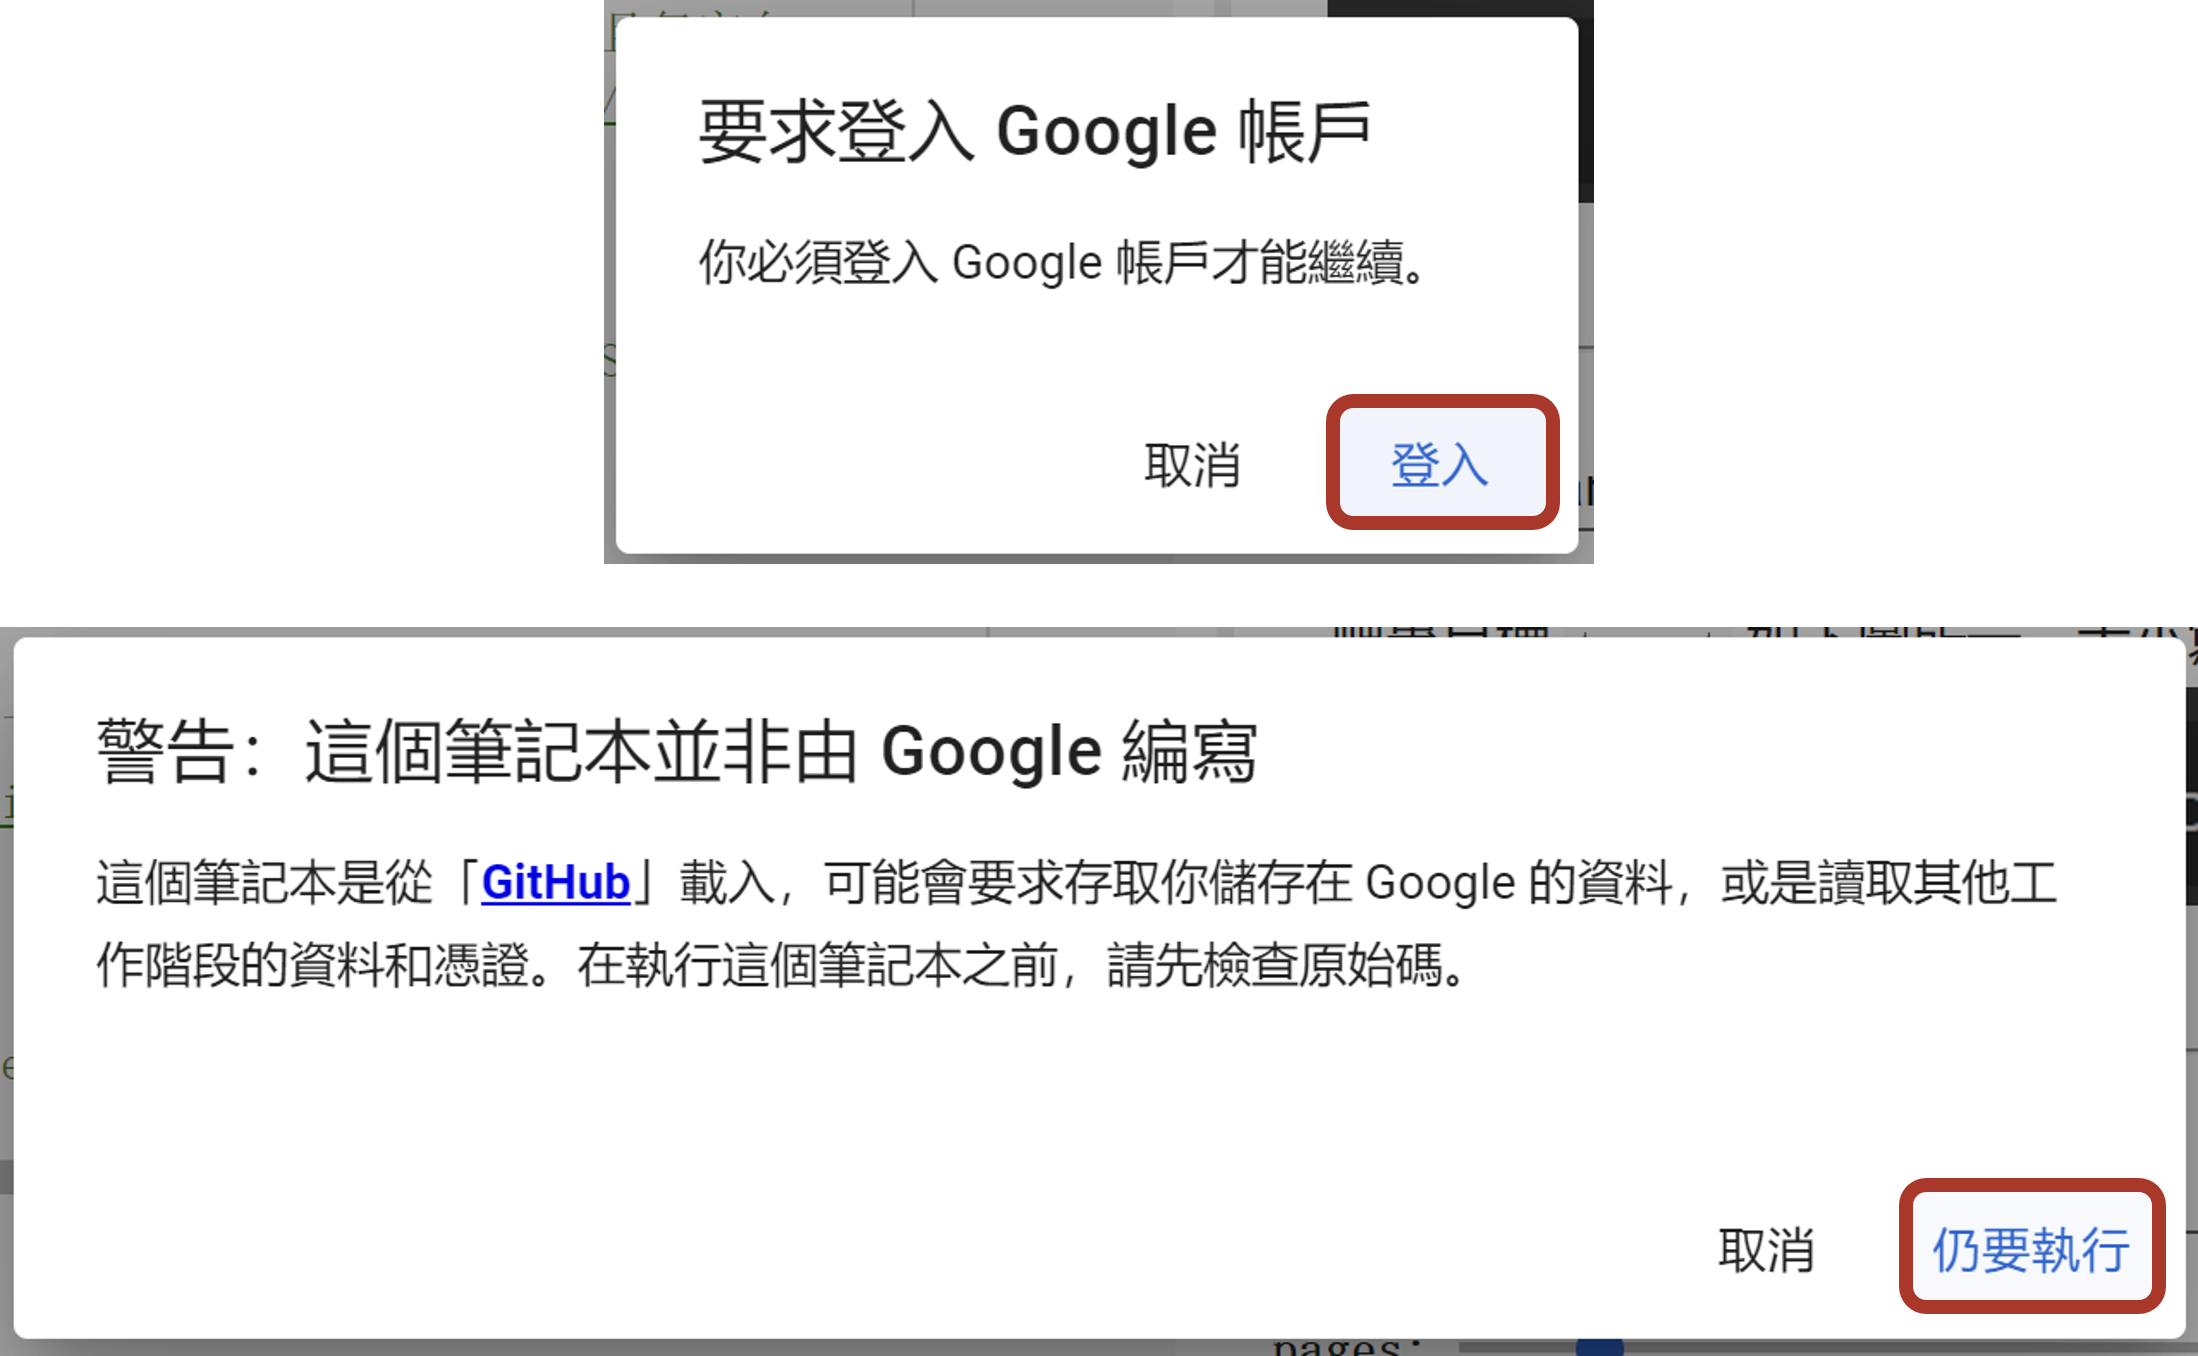 要求登入 Google 帳戶
你必須登入 Google 帳戶才能繼續。
取消
登入
警告：這個筆記本並非由 Google 編寫
這個筆記本是從「GitHub」載入，可能會要求存取你儲存在 Google 的資料，或是讀取其他工
作階段的資料和憑證。在執行這個筆記本之前，請先檢查原始碼。
取消
仍要執行
pages: